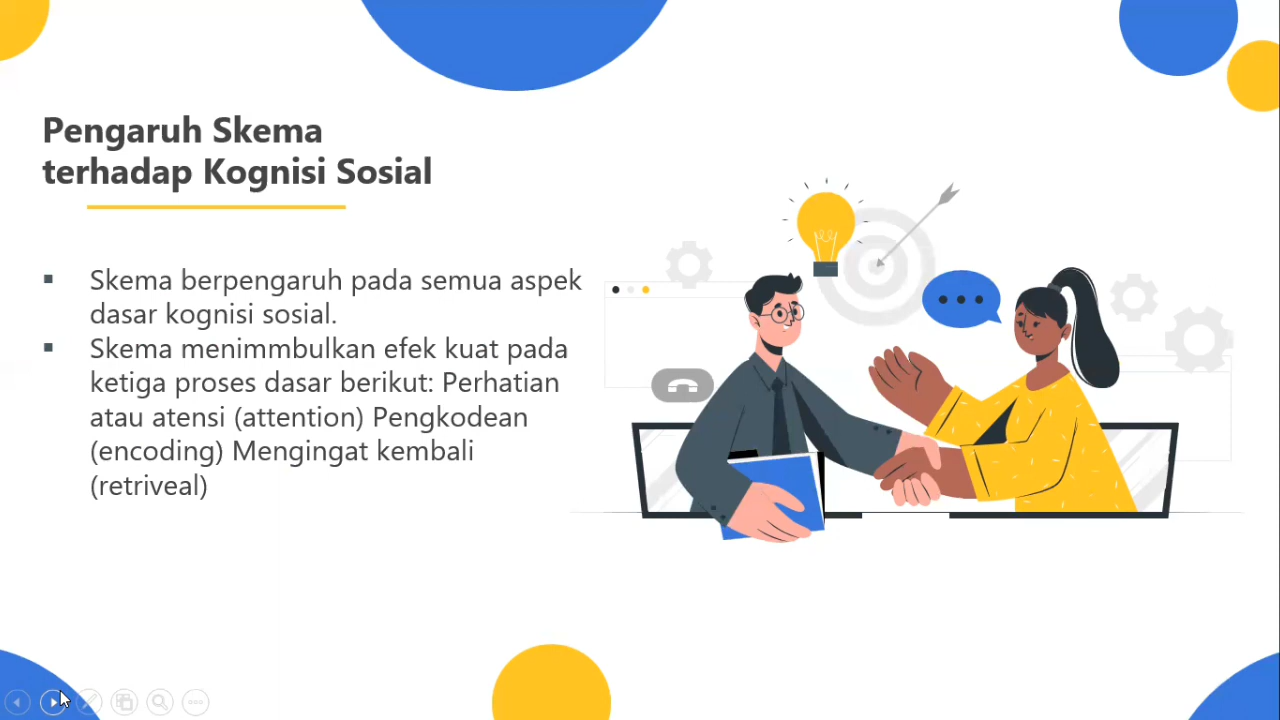 Pengaruh Skema
terhadap Kognisi Sosial
▪ Skema berpengaruh pada semua aspek
dasar kognisi sosial.
▪ Skema menimmbulkan efek kuat pada
ketiga proses dasar berikut: Perhatian
atau atensi (attention) Pengkodean
(encoding) Mengingat kembali
(retriveal)